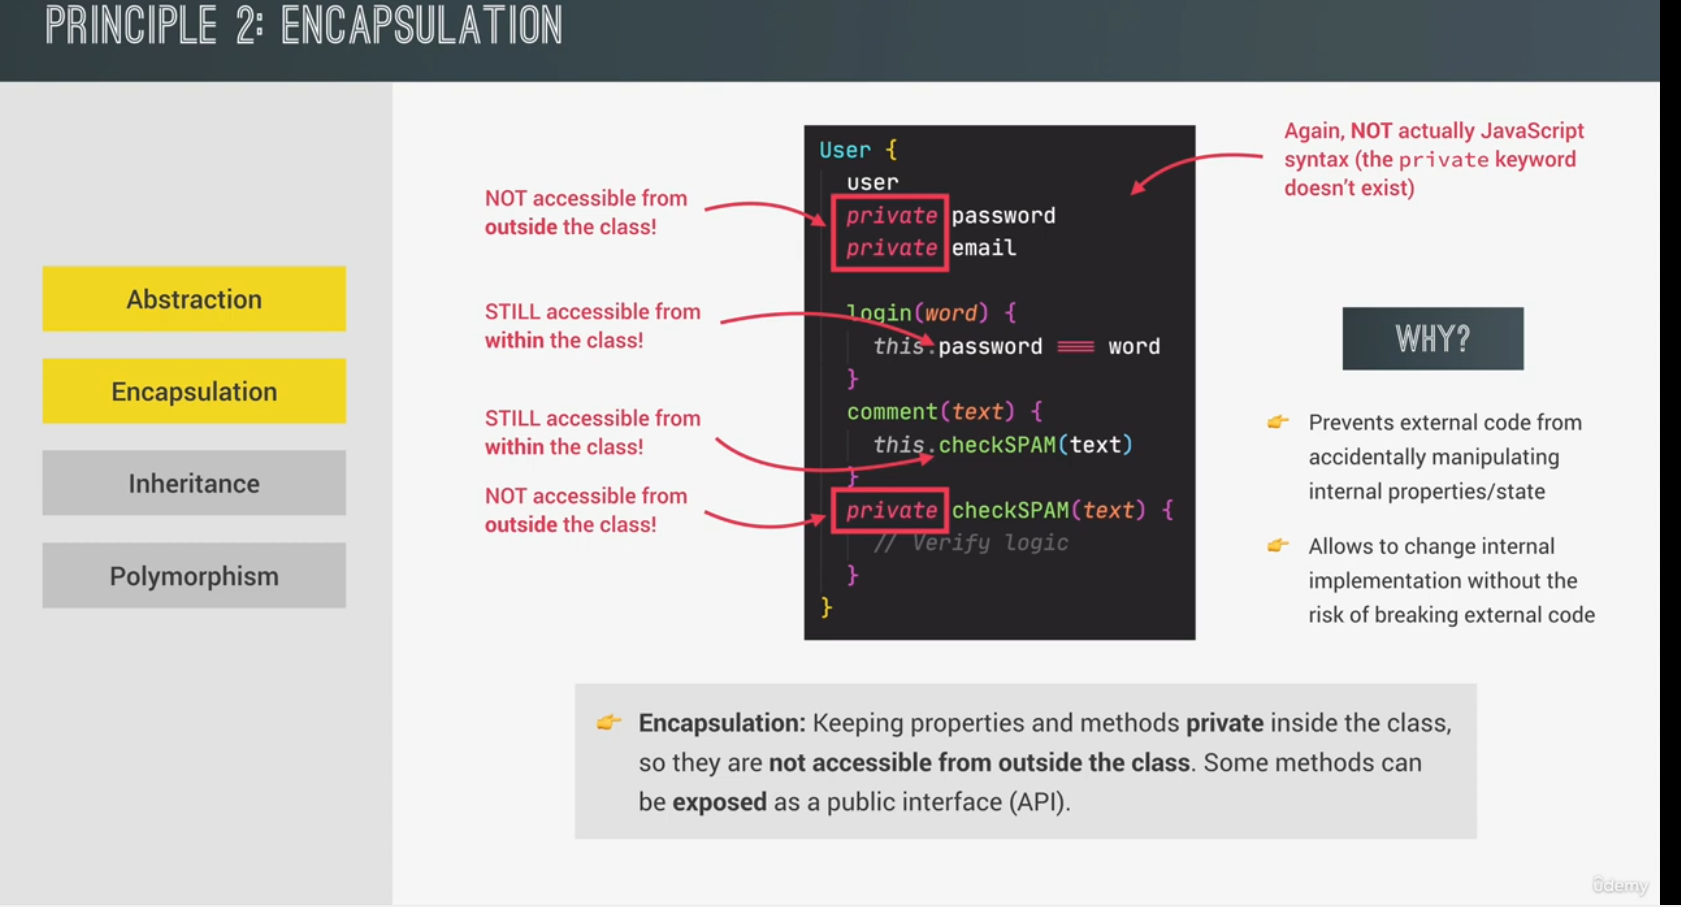 PRINCIPLE 2: ENCAPSULATION
Abstraction
Encapsulation
Inheritance
Polymorphism
NOT accessible from
outside the class!
STILL accessible from
within the class!
STILL accessible from
within the class!
NOT accessible from
outside the class!
User {
user
private password
private email
login(word) {
this.password === word
}
comment(text) {
this.checkSPAM(text)
}
private checkSPAM(text) {
// Verify logic
}
}
Again, NOT actually JavaScript
syntax (the private keyword
doesn't exist)
WHY?
👉 Prevents external code from
accidentally manipulating
internal properties/state
👉 Allows to change internal
implementation without the
risk of breaking external code
👉 Encapsulation: Keeping properties and methods private inside the class,
so they are not accessible from outside the class. Some methods can
be exposed as a public interface (API).
ûdemy